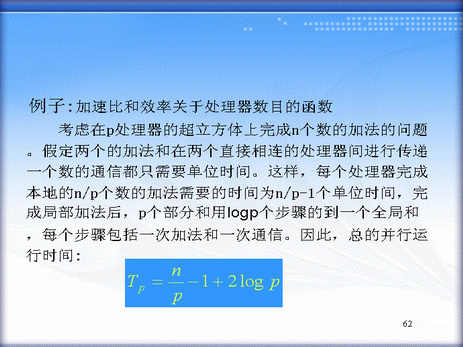 例子:加速比和效率关于处理器数目的函数
考虑在p处理器的超立方体上完成n个数的加法的问题
。假定两个的加法和在两个直接相连的处理器间进行传递
一个数的通信都只需要单位时间。这样，每个处理器完成
本地的n/p个数的加法需要的时间为n/p-1个单位时间，完
成局部加法后，p个部分和用logp个步骤的到一个全局和
，每个步骤包括一次加法和一次通信。因此，总的并行运
行时间:
T_p = n/p - 1 + 2 log p
62